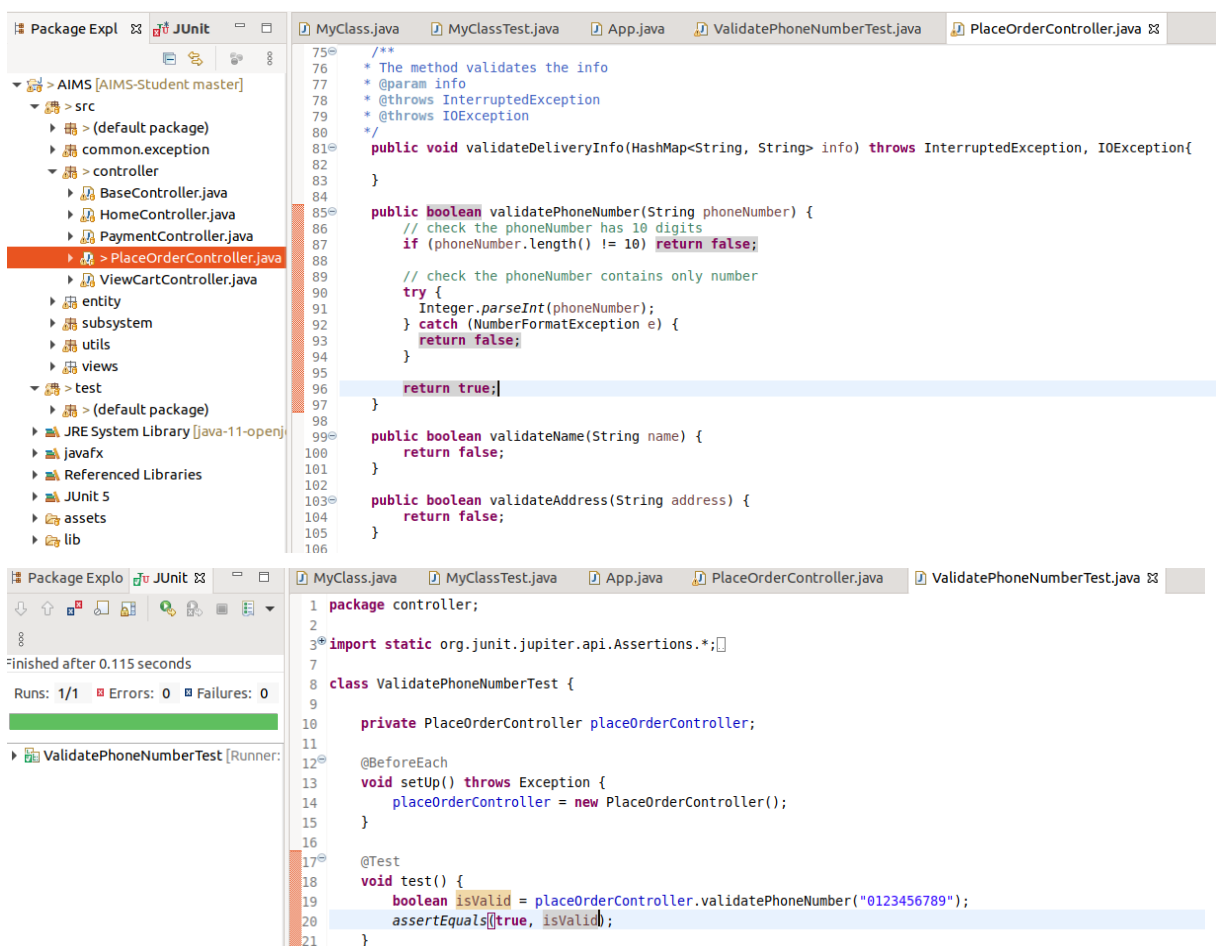 Package Expl JUnit
MyClass.java MyClassTest.java App.java ValidatePhoneNumberTest.java PlaceOrderController.java
> AIMS [AIMS-Student master]
> src
> (default package)
common.exception
> controller
BaseController.java
HomeController.java
PaymentController.java
> PlaceOrderController.java
ViewCartController.java
entity
subsystem
utils
views
> test
> (default package)
JRE System Library [java-11-openj
javafx
Referenced Libraries
JUnit 5
assets
lib
75 /**
76 * The method validates the info
77 * @param info
78 * @throws InterruptedException
79 * @throws IOException
80 */
81 public void validateDeliveryInfo(HashMap<String, String> info) throws InterruptedException, IOException{
82
83 }
84
85 public boolean validatePhoneNumber(String phoneNumber) {
86 // check the phoneNumber has 10 digits
87 if (phoneNumber.length() != 10) return false;
88
89 // check the phoneNumber contains only number
90 try {
91 Integer.parseInt(phoneNumber);
92 } catch (NumberFormatException e) {
93 return false;
94 }
95
96 return true;
97 }
98
99 public boolean validateName(String name) {
100 return false;
101 }
102
103 public boolean validateAddress(String address) {
104 return false;
105 }
106
Package Explo JUnit
MyClass.java MyClassTest.java App.java PlaceOrderController.java ValidatePhoneNumberTest.java
Finished after 0.115 seconds
Runs: 1/1 Errors: 0 Failures: 0
ValidatePhoneNumberTest [Runner:
1 package controller;
2
3 import static org.junit.jupiter.api.Assertions.*;
7
8 class ValidatePhoneNumberTest {
9
10 private PlaceOrderController placeOrderController;
11
12 @BeforeEach
13 void setUp() throws Exception {
14 placeOrderController = new PlaceOrderController();
15 }
16
17 @Test
18 void test() {
19 boolean isValid = placeOrderController.validatePhoneNumber("0123456789");
20 assertEquals(true, isValid);
21 }